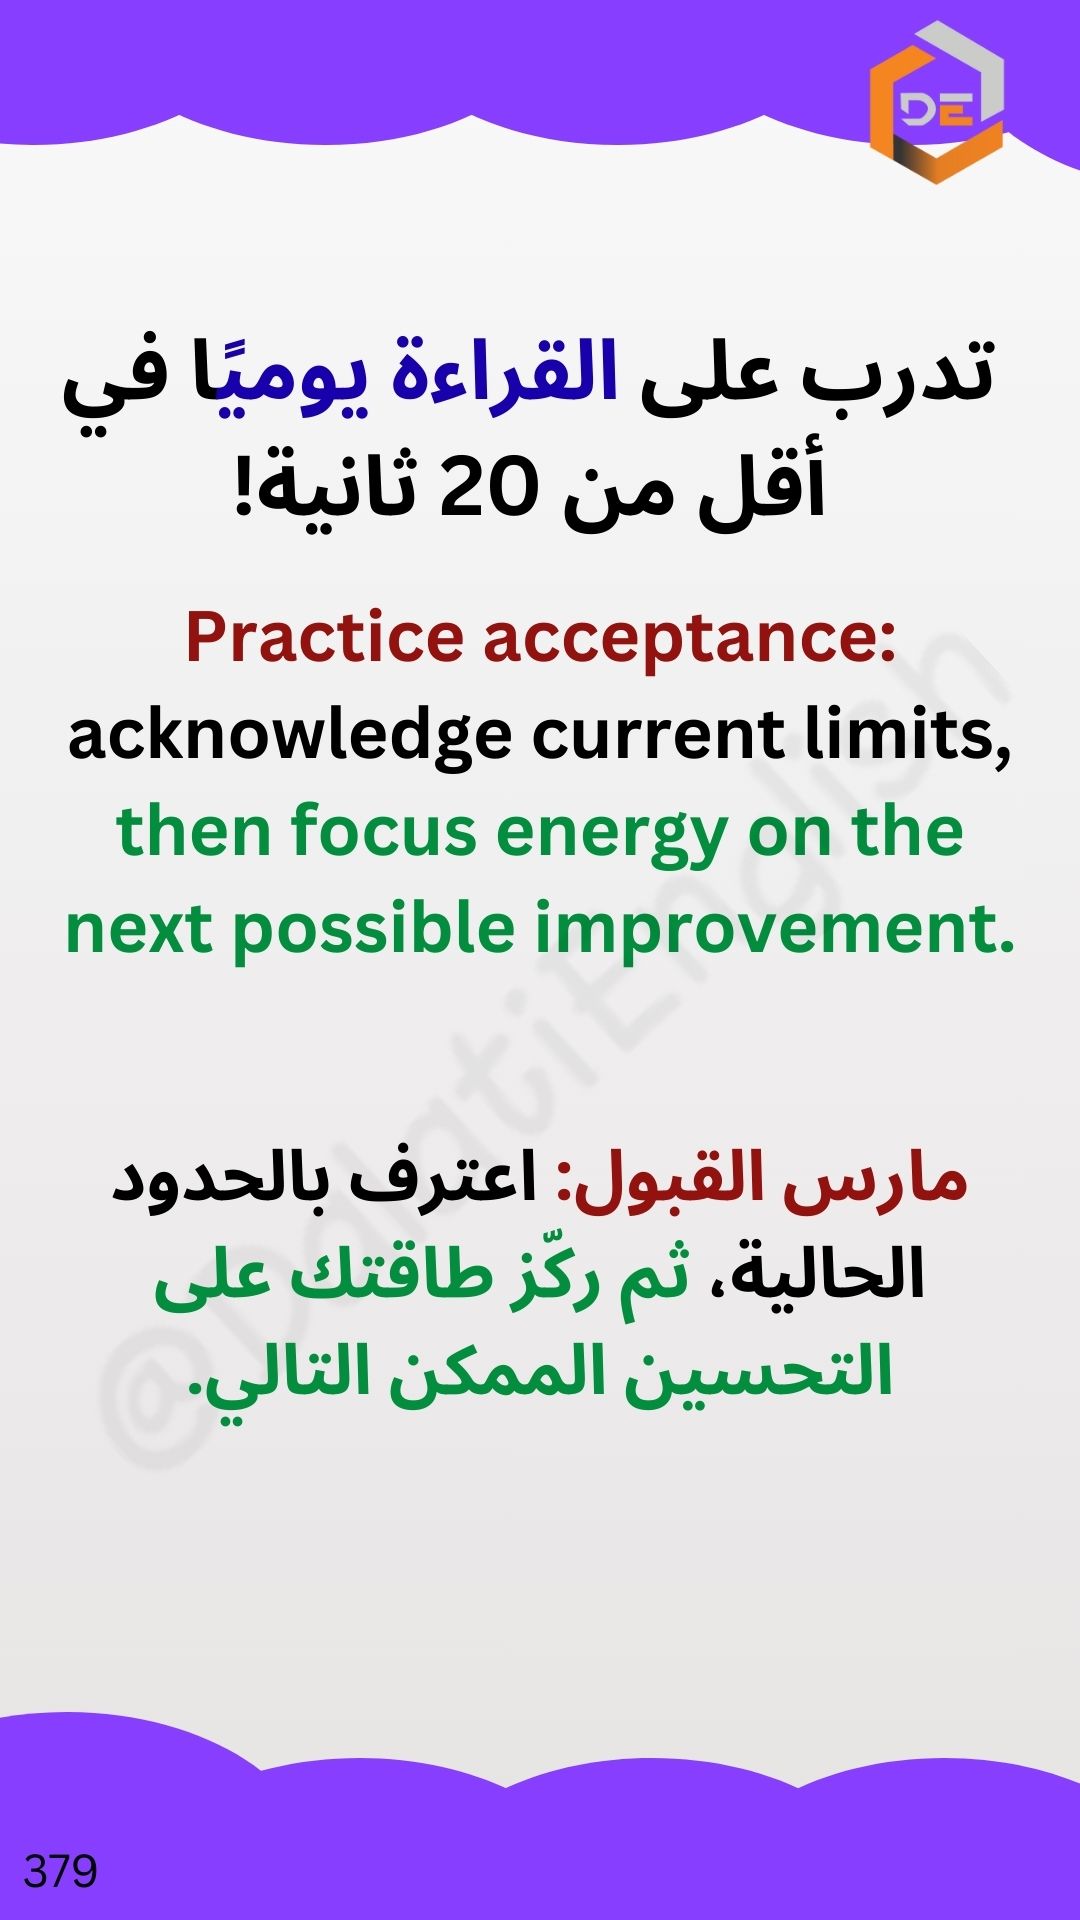 DE
تدرب على القراءة يوميًا في
أقل من 20 ثانية!
Practice acceptance:
acknowledge current limits,
then focus energy on the
next possible improvement.
@DdatiEnglish
مارس القبول: اعترف بالحدود
الحالية، ثم ركّز طاقتك على
التحسين الممكن التالي.
379